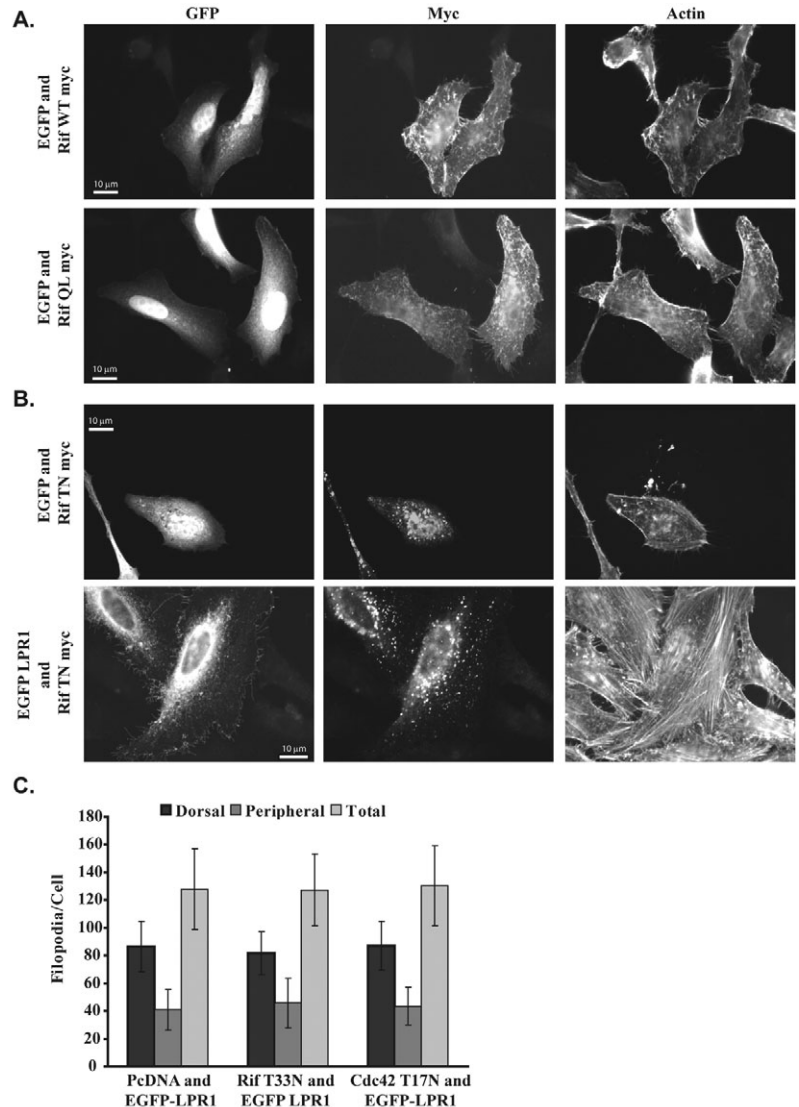 A.
GFP Myc Actin
EGFP and
Rif WT myc
10 µm
EGFP and
Rif QL myc
10 µm
B.
EGFP and
Rif TN myc
10 µm
EGFP LPR1
and
Rif TN myc
10 µm
C.
Dorsal Peripheral Total
Filopodia/Cell
180
160
140
120
100
80
60
40
20
0
PcDNA and Rif T33N and Cdc42 T17N and
EGFP-LPR1 EGFP LPR1 EGFP-LPR1